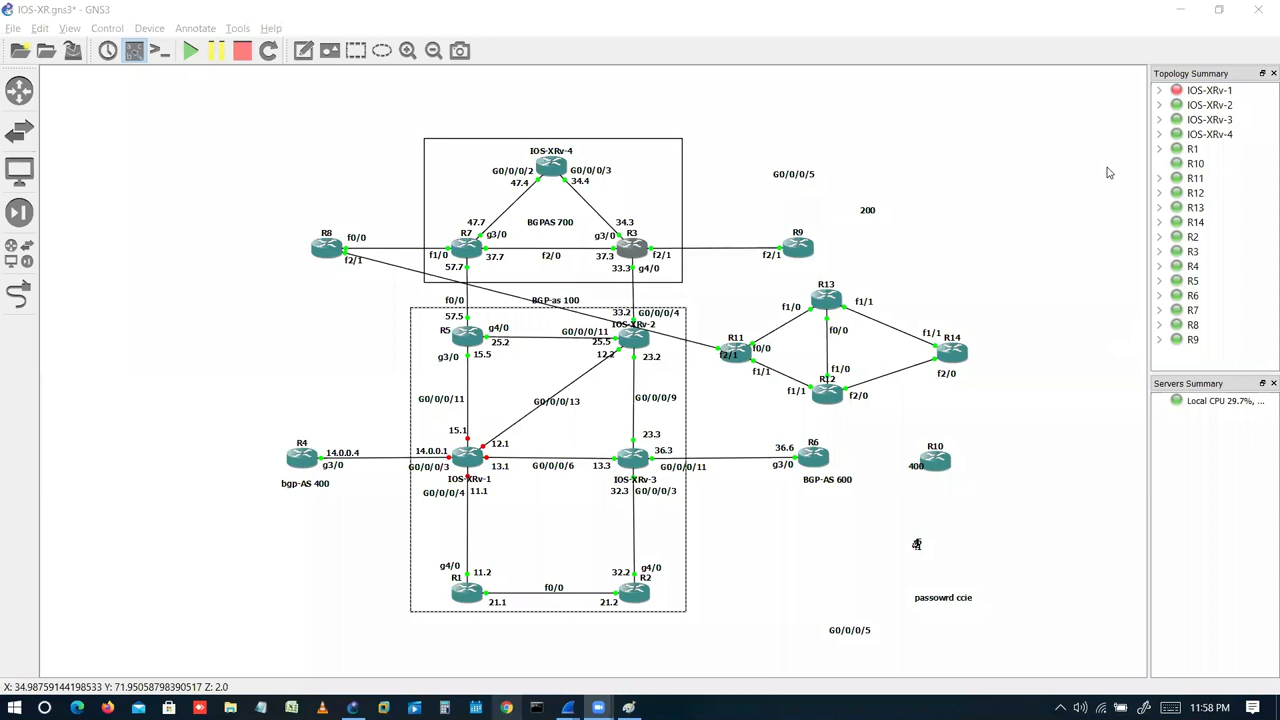 IOS-XR.gns3* - GNS3
File Edit View Control Device Annotate Tools Help
Topology Summary
IOS-XRv-1
IOS-XRv-2
IOS-XRv-3
IOS-XRv-4
R1
R10
R11
R12
R13
R14
R2
R3
R4
R5
R6
R7
R8
R9
Servers Summary
Local CPU 29.7%, ...
IOS-XRv-4
G0/0/0/2 G0/0/0/3
47.4 34.4
G0/0/0/5
200
47.7 BGPAS 700 34.3
R8 f0/0 R7 g3/0 g3/0 R3 R9
f2/1 f1/0 37.7 f2/0 37.3 f2/1 f2/1
57.7 33.3 g4/0
f0/0 BGP-as 100
57.5 33.2 G0/0/0/4
R5 g4/0 G0/0/0/11 IOS-XRv-2
25.2 25.5
g3/0 15.5 12.2 23.2
R13
f1/0 f1/1
f0/0
R11 f0/0 f1/1 R14
f2/1
f1/1 f1/0 f2/0
R12
f1/1 f2/0
G0/0/0/11 G0/0/0/13 G0/0/0/9
15.1 12.1 23.3
R4 14.0.0.4 14.0.0.1 36.3 36.6 R6 R10
g3/0 G0/0/0/3 13.1 G0/0/0/6 13.3 G0/0/0/11 g3/0 400
bgp-AS 400 IOS-XRv-1 IOS-XRv-3 BGP-AS 600
G0/0/0/4 11.1 32.3 G0/0/0/3
g4/0 11.2 32.2 g4/0
R1 f0/0 R2
21.1 21.2
passowrd ccie
G0/0/0/5
X: 34.98759144198533 Y: 71.95058798390517 Z: 2.0
11:58 PM